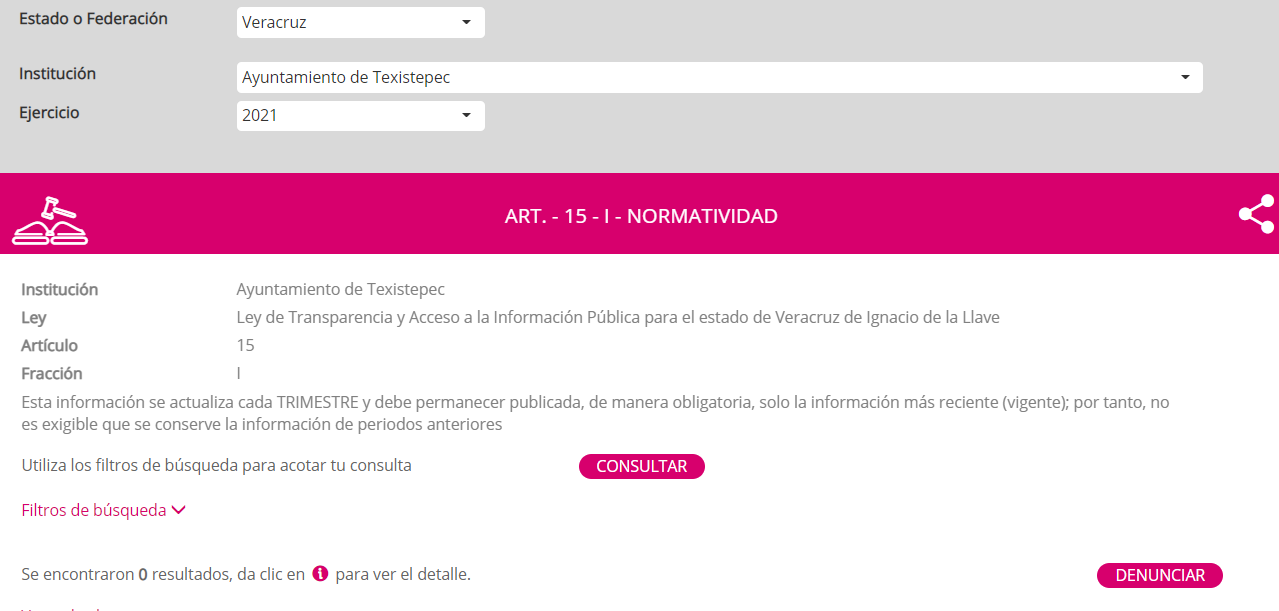 Estado o Federación
Veracruz
Institución
Ayuntamiento de Texistepec
Ejercicio
2021
ART. - 15 - I - NORMATIVIDAD
Institución Ayuntamiento de Texistepec
Ley Ley de Transparencia y Acceso a la Información Pública para el estado de Veracruz de Ignacio de la Llave
Artículo 15
Fracción I
Esta información se actualiza cada TRIMESTRE y debe permanecer publicada, de manera obligatoria, solo la información más reciente (vigente); por tanto, no
es exigible que se conserve la información de periodos anteriores
Utiliza los filtros de búsqueda para acotar tu consulta
CONSULTAR
Filtros de búsqueda
Se encontraron 0 resultados, da clic en para ver el detalle.
DENUNCIAR